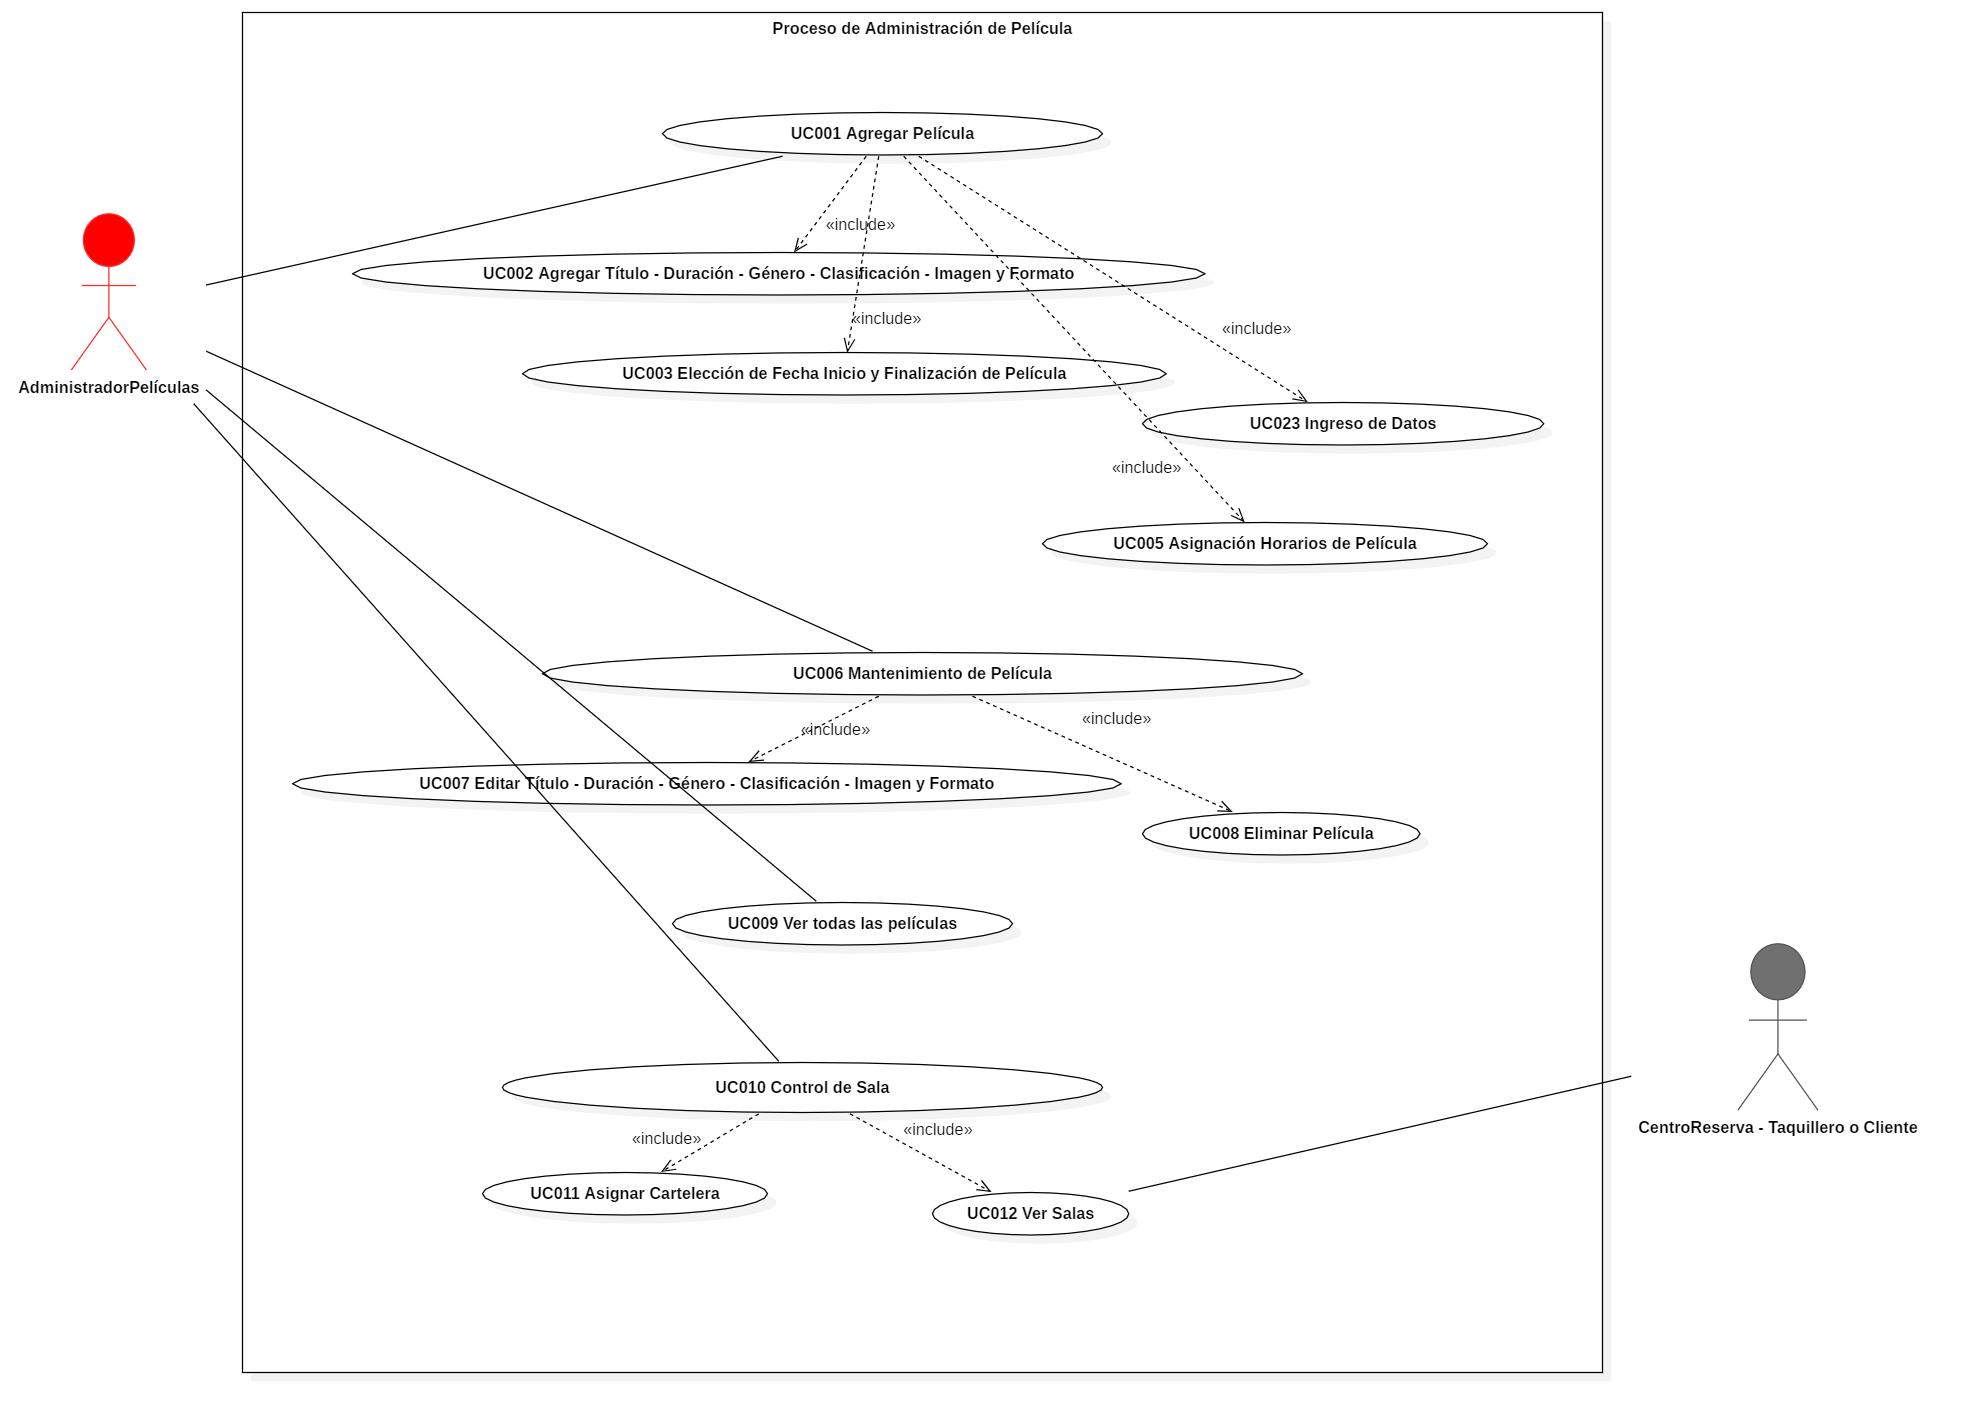 Proceso de Administración de Película
UC001 Agregar Película
«include»
UC002 Agregar Título - Duración - Género - Clasificación - Imagen y Formato
«include»
«include»
UC003 Elección de Fecha Inicio y Finalización de Película
AdministradorPelículas
UC023 Ingreso de Datos
«include»
UC005 Asignación Horarios de Película
UC006 Mantenimiento de Película
«include»
«include»
UC007 Editar Título - Duración - Género - Clasificación - Imagen y Formato
UC008 Eliminar Película
UC009 Ver todas las películas
UC010 Control de Sala
«include»
«include»
CentroReserva - Taquillero o Cliente
UC011 Asignar Cartelera
UC012 Ver Salas